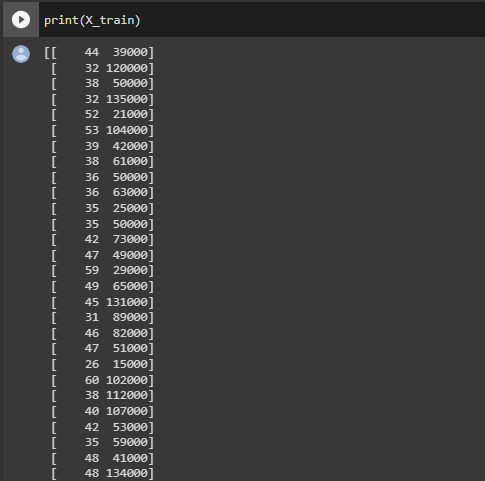 print(X_train)
[[    44  39000]
 [    32 120000]
 [    38  50000]
 [    32 135000]
 [    52  21000]
 [    53 104000]
 [    39  42000]
 [    38  61000]
 [    36  50000]
 [    36  63000]
 [    35  25000]
 [    35  50000]
 [    42  73000]
 [    47  49000]
 [    59  29000]
 [    49  65000]
 [    45 131000]
 [    31  89000]
 [    46  82000]
 [    47  51000]
 [    26  15000]
 [    60 102000]
 [    38 112000]
 [    40 107000]
 [    42  53000]
 [    35  59000]
 [    48  41000]
 [    48 134000]